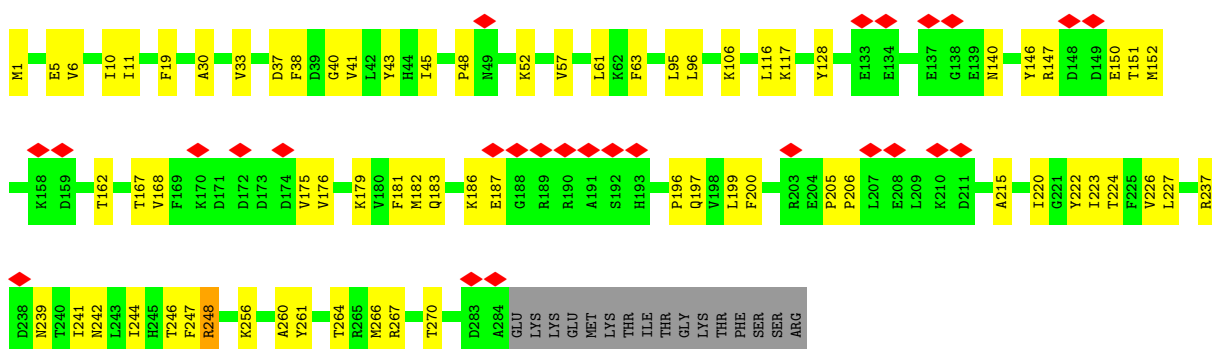 M1 E5 V6 I10 I11 F19 A30 V33 D37 F38 D39 G40 V41 L42 Y43 H44 I45 P48 N49 K52 V57 L61 K62 F63 L95 L96 K106 L116 K117 Y128 E133 E134 E137 G138 E139 N140 Y146 R147 D148 D149 E150 T151 M152
K158 D159 T162 T167 V168 F169 K170 D171 D172 D173 D174 V175 V176 K179 V180 F181 M182 Q183 K186 E187 G188 R189 R190 A191 S192 H193 P196 Q197 V198 L199 F200 R203 E204 P205 P206 L207 E208 L209 K210 D211 A215 I220 G221 Y222 I223 T224 F225 V226 L227 R237
D238 N239 T240 I241 N242 L243 I244 H245 T246 F247 R248 K256 A260 Y261 T264 R265 M266 R267 T270 D283 A284 GLU LYS LYS GLU MET LYS THR ILE THR GLY LYS THR PHE SER SER ARG